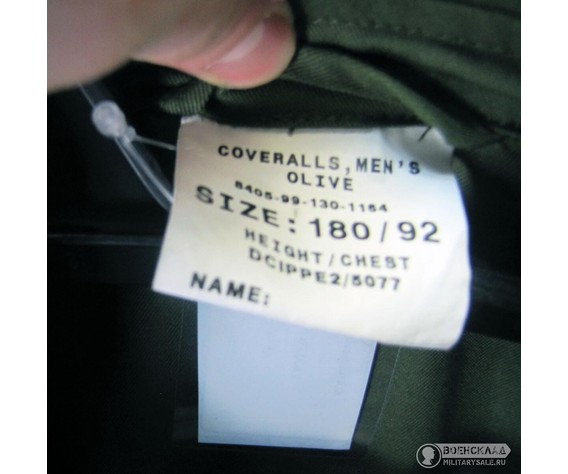 COVERALLS,MEN'S
OLIVE
8405-99-130-1154
SIZE: 180/92
HEIGHT/CHEST
DCIPPE2/5077
NAME:
ВОЕНСКЛАД
MILITARYSALE.RU